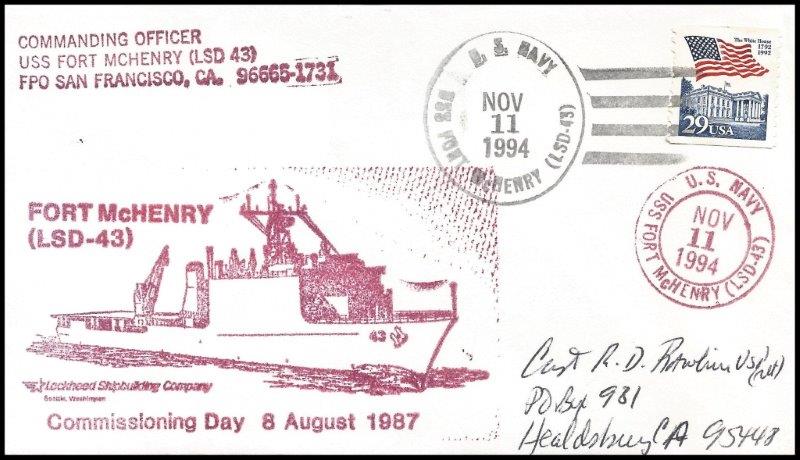 COMMANDING OFFICER
USS FORT MCHENRY (LSD 43)
FPO SAN FRANCISCO, CA. 96665-1731
U. S. NAVY
USS FORT McHENRY (LSD-43)
NOV
11
1994
The White House
1792
1992
29 USA
U.S. NAVY
USS FORT McHENRY (LSD-43)
NOV
11
1994
FORT McHENRY
(LSD-43)
43
Lockheed Shipbuilding Company
Seattle, Washington
Commissioning Day 8 August 1987
Capt R. D. USN (ret)
PO Box 931
Healdsburg CA 95448